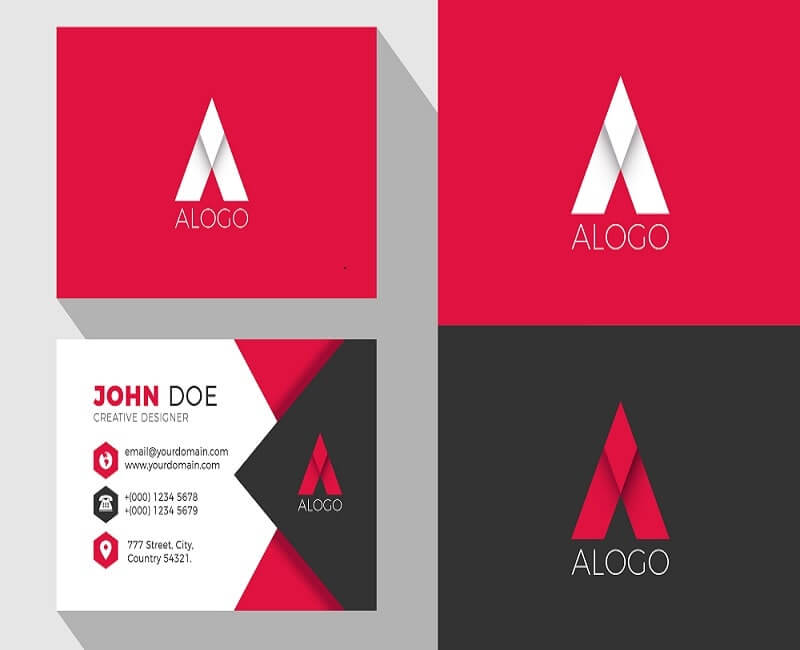 ALOGO
ALOGO
JOHN DOE
CREATIVE DESIGNER
email@yourdomain.com
www.yourdomain.com
+(000) 1234 5678
+(000) 1234 5679
777 Street, City,
Country 54321.
ALOGO
ALOGO